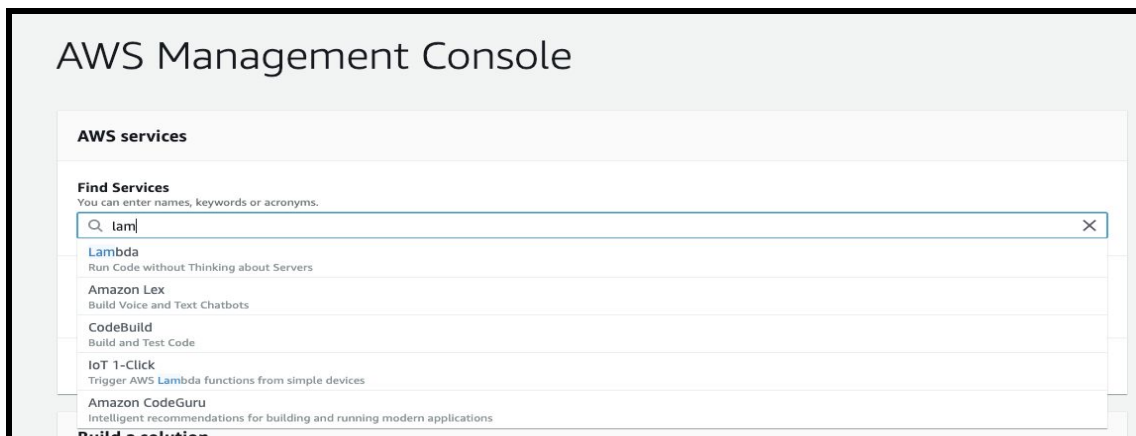 AWS Management Console
AWS services
Find Services
You can enter names, keywords or acronyms.
lam
Lambda
Run Code without Thinking about Servers
Amazon Lex
Build Voice and Text Chatbots
CodeBuild
Build and Test Code
IoT 1-Click
Trigger AWS Lambda functions from simple devices
Amazon CodeGuru
Intelligent recommendations for building and running modern applications
Build a solution